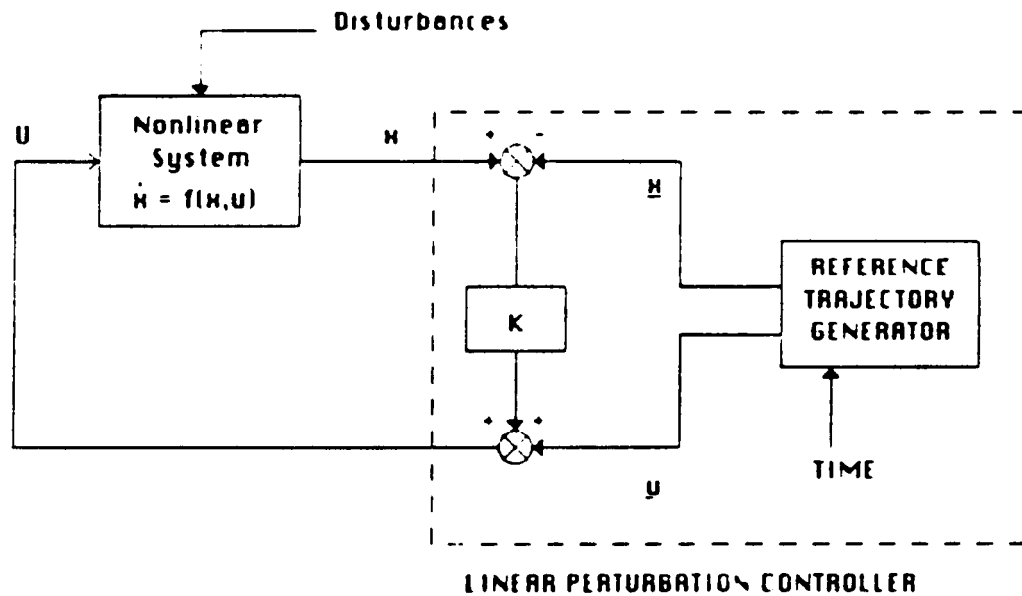 Disturbances
U
Nonlinear
System
ẋ = f(x,u)
x
+
-
x
K
+
+
u
REFERENCE
TRAJECTORY
GENERATOR
TIME
LINEAR PERTURBATION CONTROLLER